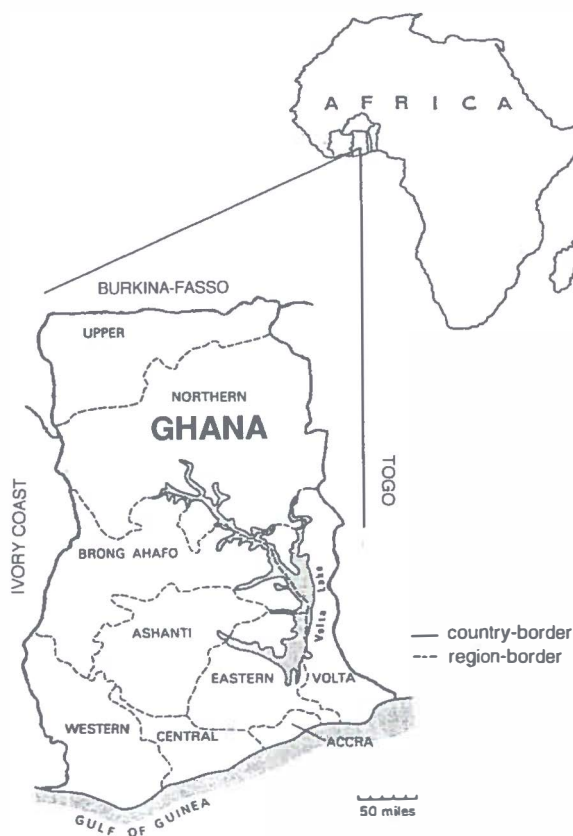 A F R I C A
BURKINA-FASSO
UPPER
NORTHERN
GHANA
TOGO
IVORY COAST
BRONG AHAFO
Volta Lake
ASHANTI
country-border
region-border
EASTERN
VOLTA
WESTERN
CENTRAL
ACCRA
GULF OF GUINEA
50 miles